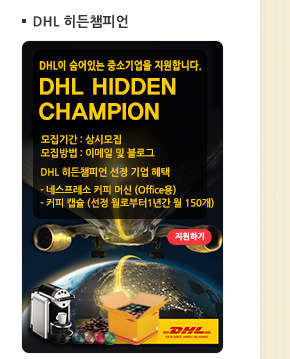 DHL 히든챔피언
DHL이 숨어있는 중소기업을 지원합니다.
DHL HIDDEN
CHAMPION
모집기간 : 상시모집
모집방법 : 이메일 및 블로그
DHL 히든챔피언 선정 기업 혜택
- 네스프레소 커피 머신 (Office용)
- 커피 캡슐 (선정 월로부터1년간 월 150개)
지원하기
DHL